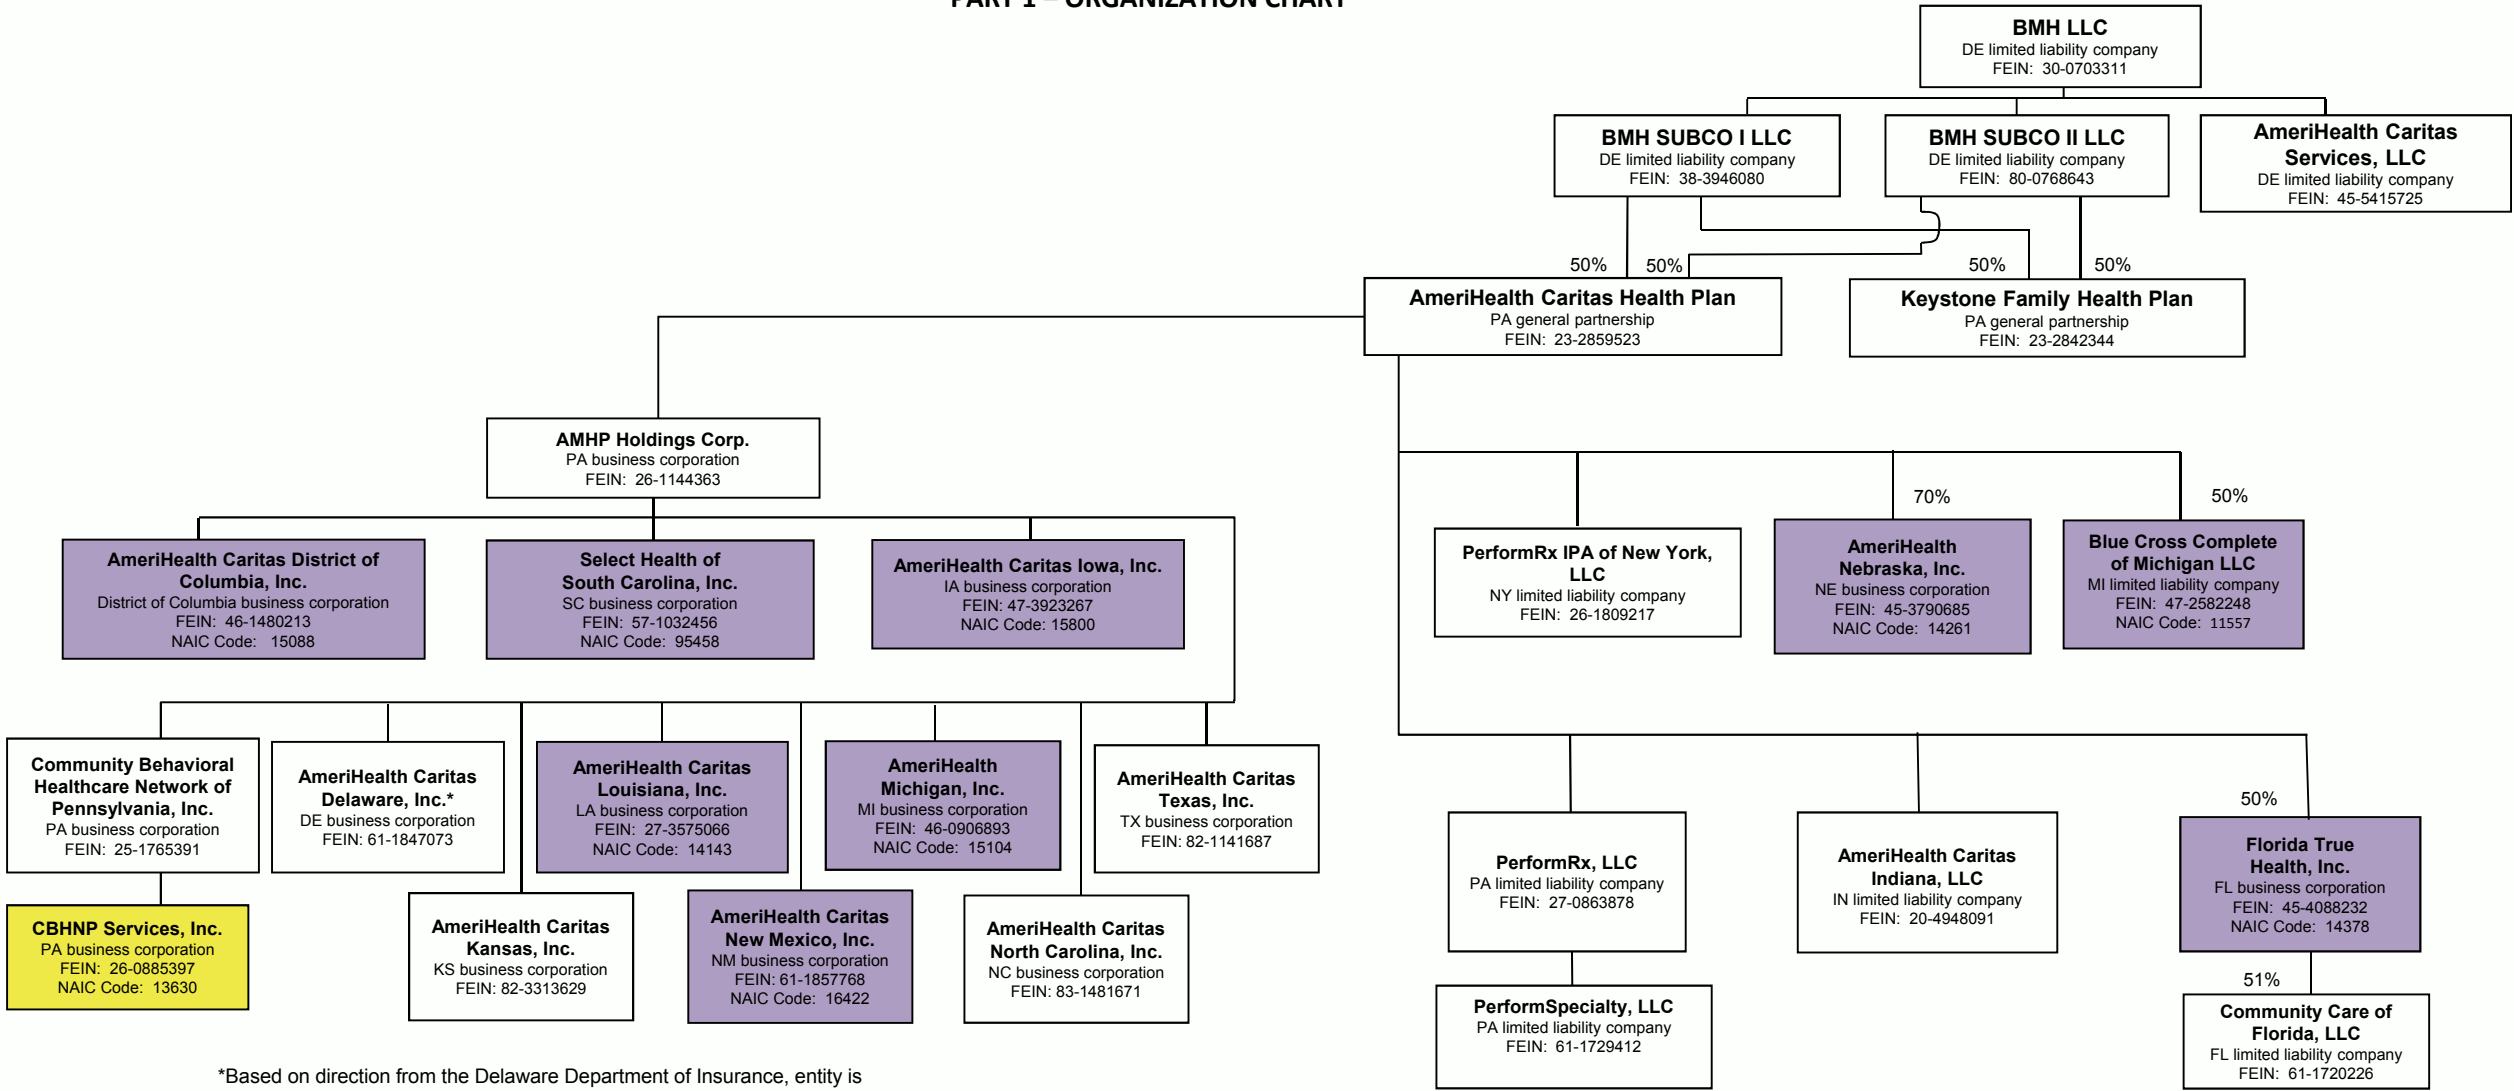 PART 1 – ORGANIZATION CHART
BMH LLC
DE limited liability company
FEIN: 30-0703311
BMH SUBCO I LLC
DE limited liability company
FEIN: 38-3946080
BMH SUBCO II LLC
DE limited liability company
FEIN: 80-0768643
AmeriHealth Caritas
Services, LLC
DE limited liability company
FEIN: 45-5415725
50%
50%
50%
50%
AmeriHealth Caritas Health Plan
PA general partnership
FEIN: 23-2859523
Keystone Family Health Plan
PA general partnership
FEIN: 23-2842344
AMHP Holdings Corp.
PA business corporation
FEIN: 26-1144363
70%
50%
AmeriHealth Caritas District of
Columbia, Inc.
District of Columbia business corporation
FEIN: 46-1480213
NAIC Code: 15088
Select Health of
South Carolina, Inc.
SC business corporation
FEIN: 57-1032456
NAIC Code: 95458
AmeriHealth Caritas Iowa, Inc.
IA business corporation
FEIN: 47-3923267
NAIC Code: 15800
PerformRx IPA of New York,
LLC
NY limited liability company
FEIN: 26-1809217
AmeriHealth
Nebraska, Inc.
NE business corporation
FEIN: 45-3790685
NAIC Code: 14261
Blue Cross Complete
of Michigan LLC
MI limited liability company
FEIN: 47-2582248
NAIC Code: 11557
Community Behavioral
Healthcare Network of
Pennsylvania, Inc.
PA business corporation
FEIN: 25-1765391
AmeriHealth Caritas
Delaware, Inc.*
DE business corporation
FEIN: 61-1847073
AmeriHealth Caritas
Louisiana, Inc.
LA business corporation
FEIN: 27-3575066
NAIC Code: 14143
AmeriHealth
Michigan, Inc.
MI business corporation
FEIN: 46-0906893
NAIC Code: 15104
AmeriHealth Caritas
Texas, Inc.
TX business corporation
FEIN: 82-1141687
PerformRx, LLC
PA limited liability company
FEIN: 27-0863878
AmeriHealth Caritas
Indiana, LLC
IN limited liability company
FEIN: 20-4948091
50%
Florida True
Health, Inc.
FL business corporation
FEIN: 45-4088232
NAIC Code: 14378
CBHNP Services, Inc.
PA business corporation
FEIN: 26-0885397
NAIC Code: 13630
AmeriHealth Caritas
Kansas, Inc.
KS business corporation
FEIN: 82-3313629
AmeriHealth Caritas
New Mexico, Inc.
NM business corporation
FEIN: 61-1857768
NAIC Code: 16422
AmeriHealth Caritas
North Carolina, Inc.
NC business corporation
FEIN: 83-1481671
PerformSpecialty, LLC
PA limited liability company
FEIN: 61-1729412
51%
Community Care of
Florida, LLC
FL limited liability company
FEIN: 61-1720226
*Based on direction from the Delaware Department of Insurance, entity is